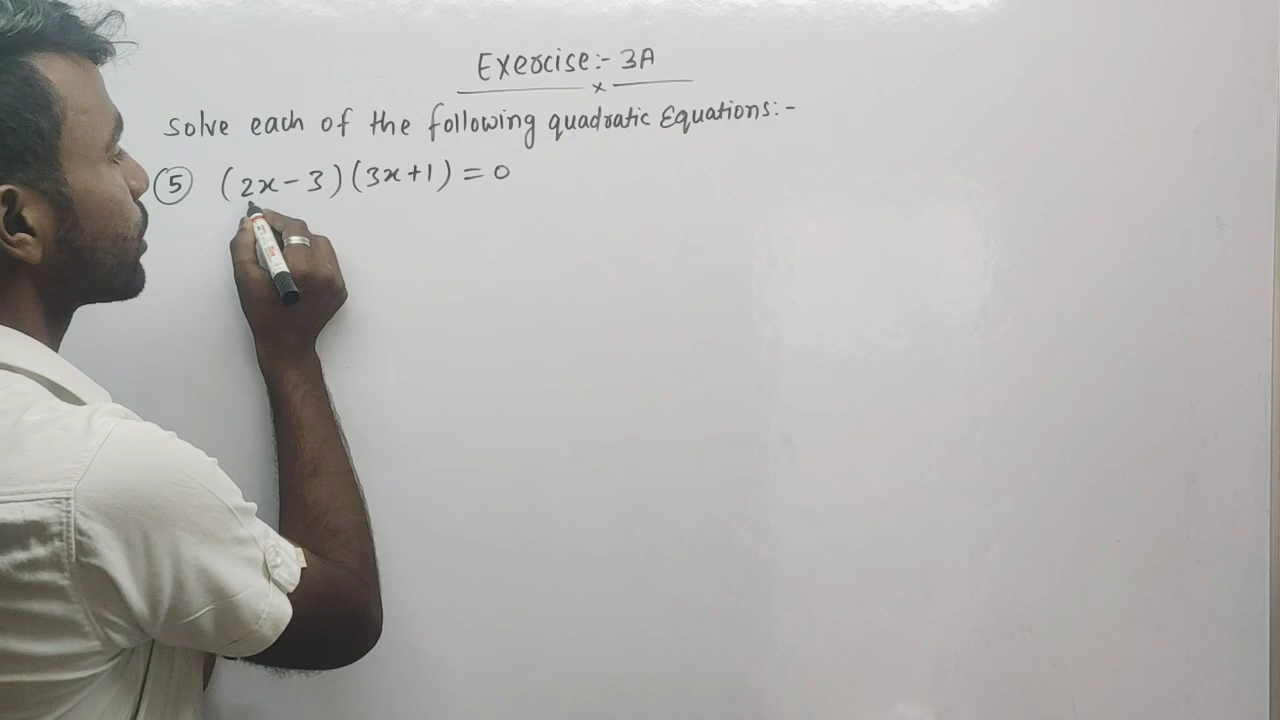 Exercise:- 3A
x
Solve each of the following quadratic Equations:-
⑤ (2x-3)(3x+1)=0